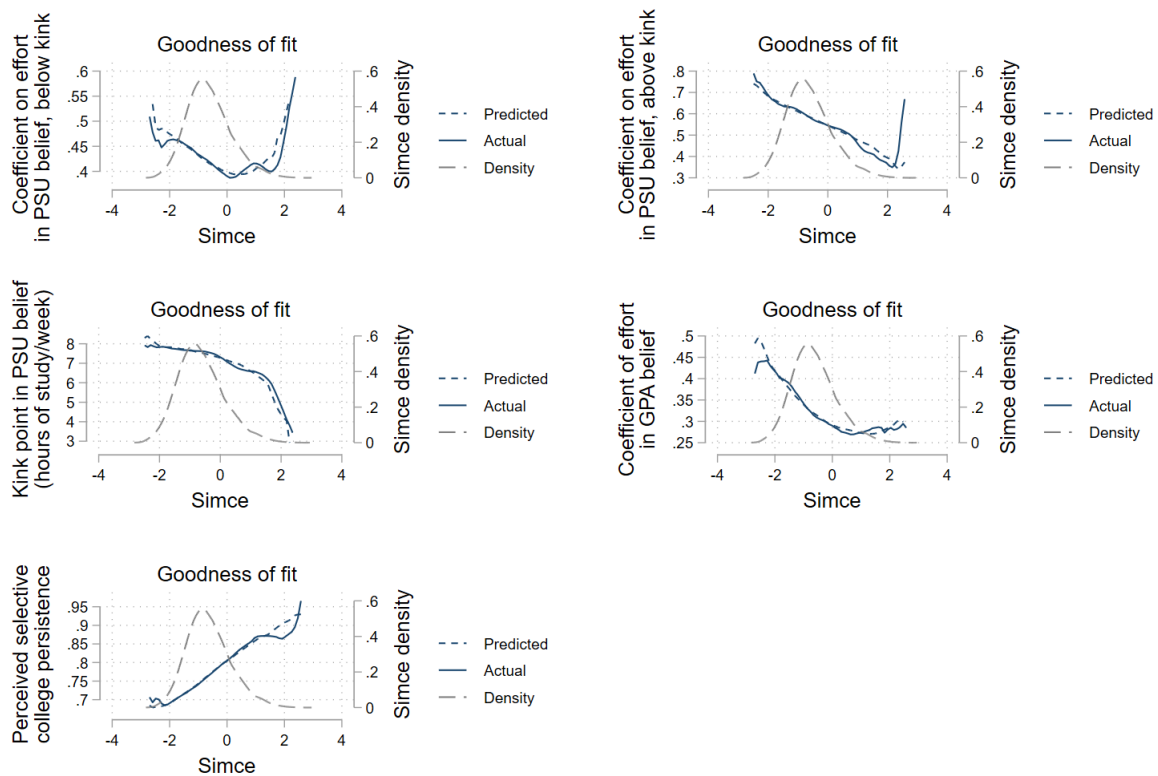 Goodness of fit
Coefficient on effort
in PSU belief, below kink
.6
.55
.5
.45
.4
.6
.4
.2
0
Simce density
-4 -2 0 2 4
Simce
Predicted
Actual
Density
Goodness of fit
Coefficient on effort
in PSU belief, above kink
.8
.7
.6
.5
.4
.3
.6
.4
.2
0
Simce density
-4 -2 0 2 4
Simce
Predicted
Actual
Density
Goodness of fit
Kink point in PSU belief
(hours of study/week)
8
7
6
5
4
3
.6
.4
.2
0
Simce density
-4 -2 0 2 4
Simce
Predicted
Actual
Density
Goodness of fit
Coefficient of effort
in GPA belief
.5
.45
.4
.35
.3
.25
.6
.4
.2
0
Simce density
-4 -2 0 2 4
Simce
Predicted
Actual
Density
Goodness of fit
Perceived selective
college persistence
.95
.9
.85
.8
.75
.7
.6
.4
.2
0
Simce density
-4 -2 0 2 4
Simce
Predicted
Actual
Density